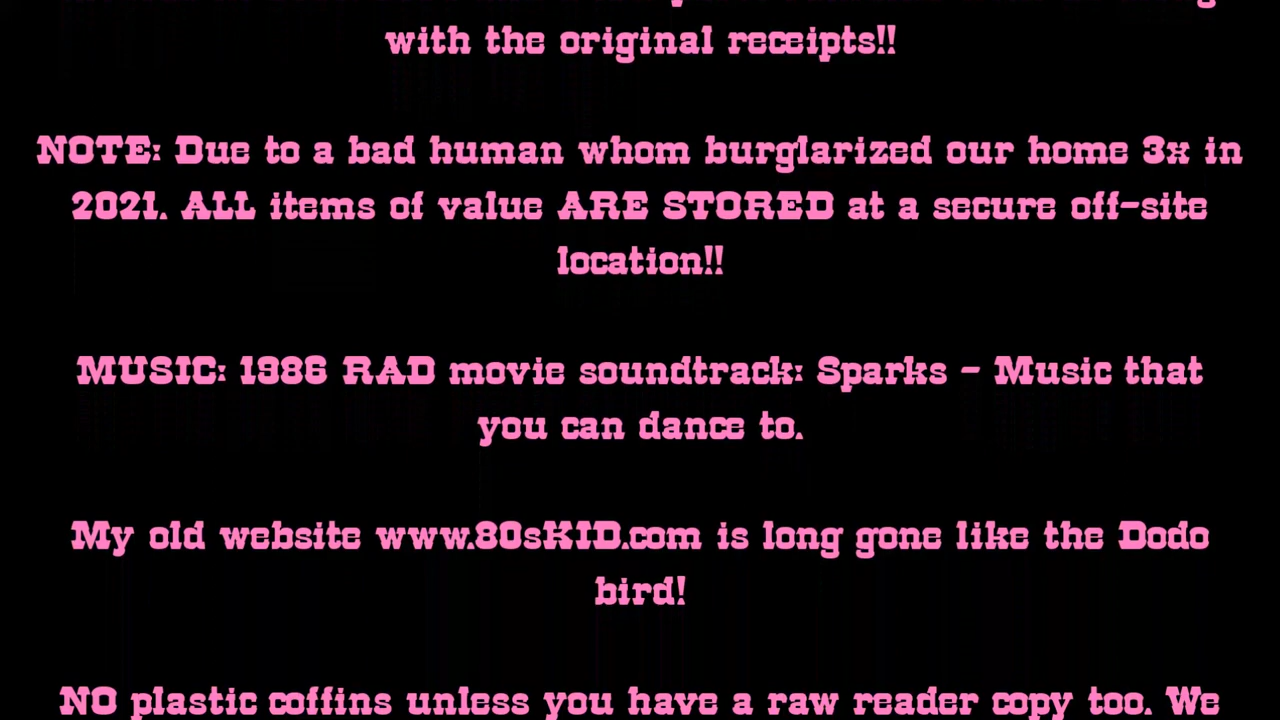 with the original receipts!!
NOTE: Due to a bad human whom burglarized our home 3x in
2021. ALL items of value ARE STORED at a secure off-site
location!!
MUSIC: 1986 RAD movie soundtrack: Sparks - Music that
you can dance to.
My old website www.80sKID.com is long gone like the Dodo
bird!
NO plastic coffins unless you have a raw reader copy too. We